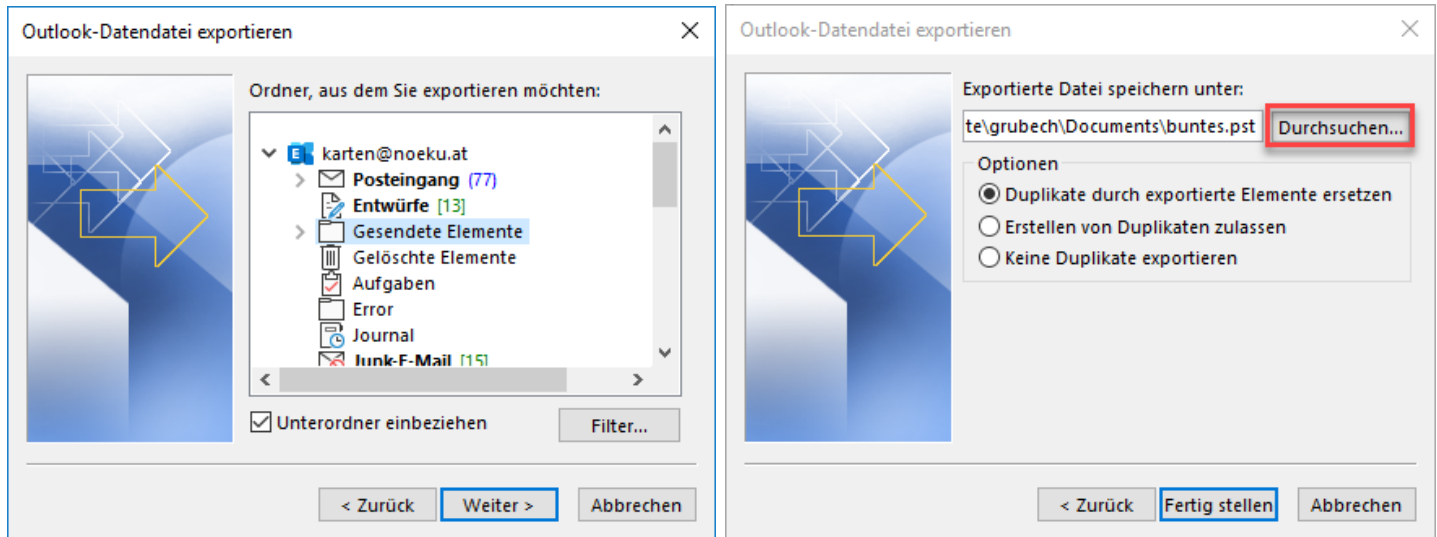 Outlook-Datendatei exportieren
Ordner, aus dem Sie exportieren möchten:
karten@noeku.at
Posteingang (77)
Entwürfe [13]
Gesendete Elemente
Gelöschte Elemente
Aufgaben
Error
Journal
Junk-E-Mail [15]
Unterordner einbeziehen
Filter...
< Zurück
Weiter >
Abbrechen
Outlook-Datendatei exportieren
Exportierte Datei speichern unter:
te\grubech\Documents\buntes.pst
Durchsuchen...
Optionen
Duplikate durch exportierte Elemente ersetzen
Erstellen von Duplikaten zulassen
Keine Duplikate exportieren
< Zurück
Fertig stellen
Abbrechen